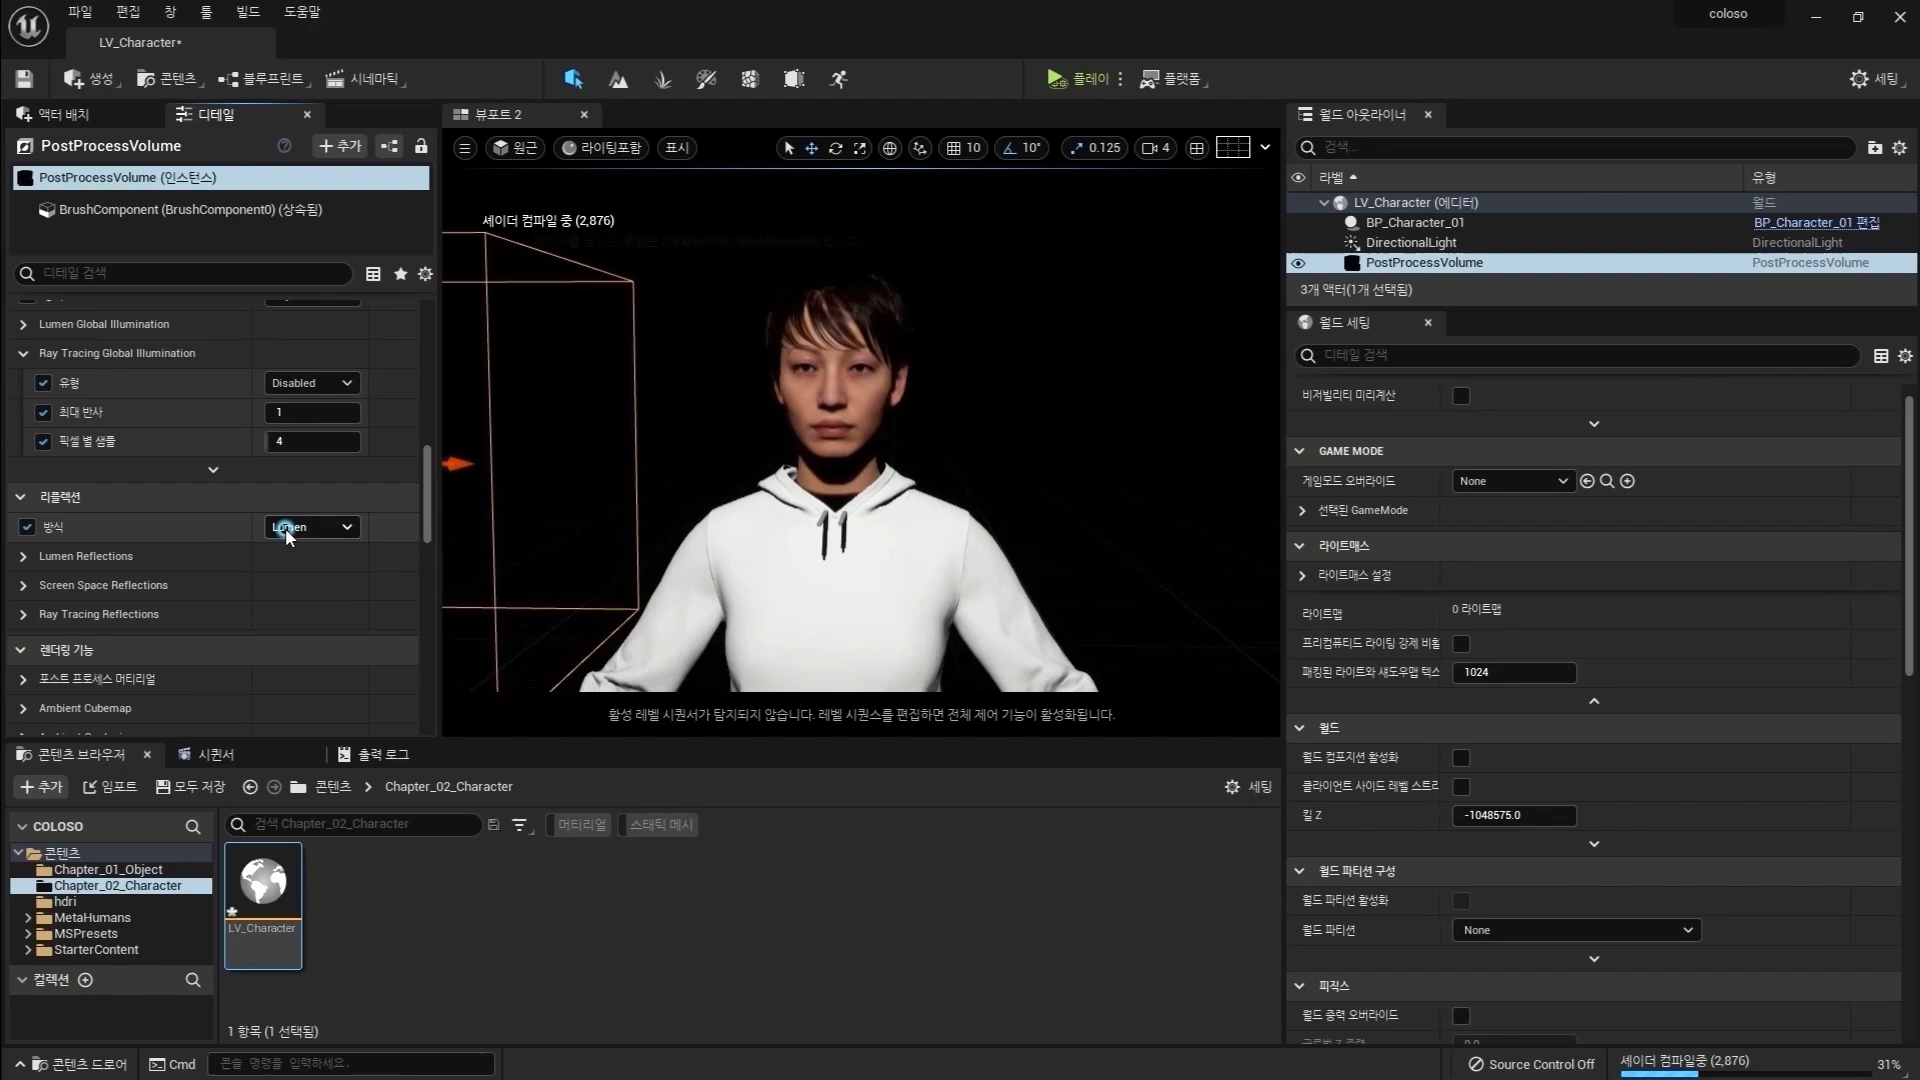 파일 편집 창 툴 빌드 도움말
coloso
LV_Character*
생성 콘텐츠 블루프린트 시네마틱
플레이 플랫폼
세팅
액터 배치 디테일
PostProcessVolume
추가
PostProcessVolume (인스턴스)
BrushComponent (BrushComponent0) (상속됨)
디테일 검색
Lumen Global Illumination
Ray Tracing Global Illumination
유형 Disabled
최대 반사 1
픽셀 별 샘플 4
리플렉션
방식 Lumen
Lumen Reflections
Screen Space Reflections
Ray Tracing Reflections
렌더링 기능
포스트 프로세스 머티리얼
Ambient Cubemap
뷰포트 2
원근 라이팅포함 표시
10 10° 0.125 4
셰이더 컴파일 중 (2,876)
활성 레벨 시퀀서가 탐지되지 않습니다. 레벨 시퀀스를 편집하면 전체 제어 기능이 활성화됩니다.
월드 아웃라이너
검색...
라벨 유형
LV_Character (에디터) 월드
BP_Character_01 BP_Character_01 편집
DirectionalLight DirectionalLight
PostProcessVolume PostProcessVolume
3개 액터(1개 선택됨)
월드 세팅
디테일 검색
비저빌리티 미리계산
GAME MODE
게임모드 오버라이드 None
선택된 GameMode
라이트매스
라이트매스 설정
라이트맵 0 라이트맵
프리컴퓨티드 라이팅 강제 비활
패킹된 라이트와 섀도우맵 텍스 1024
월드
월드 컴포지션 활성화
클라이언트 사이드 레벨 스트리
킬 Z -1048575.0
월드 파티션 구성
월드 파티션 활성화
월드 파티션 None
피직스
월드 중력 오버라이드
콘텐츠 브라우저 시퀀서 출력 로그
추가 임포트 모두 저장 콘텐츠 Chapter_02_Character
세팅
COLOSO
검색 Chapter_02_Character
머티리얼 스태틱 메시
콘텐츠
Chapter_01_Object
Chapter_02_Character
hdri
MetaHumans
MSPresets
StarterContent
컬렉션
LV_Character
1 항목 (1 선택됨)
콘텐츠 드로어 Cmd 콘솔 명령을 입력하세요.
Source Control Off
셰이더 컴파일중 (2,876)
31%